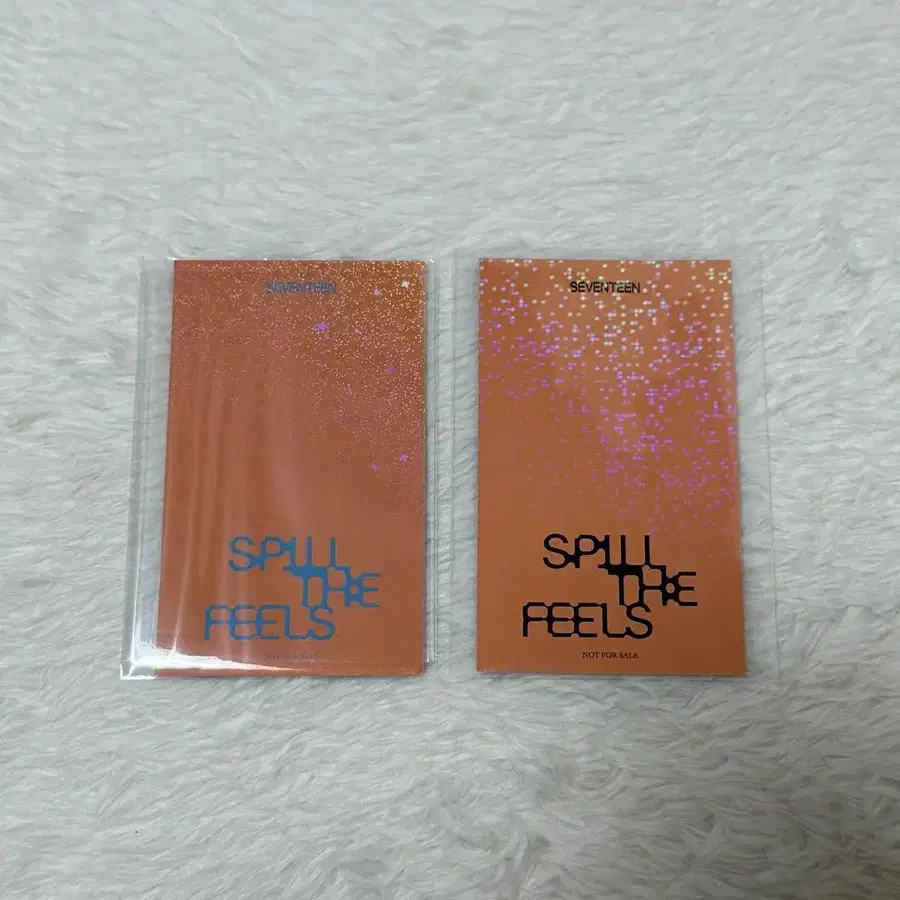 SEVENTEEN
SPILL
THE
FEELS
SEVENTEEN
SPILL
THE
FEELS
NOT FOR SALE